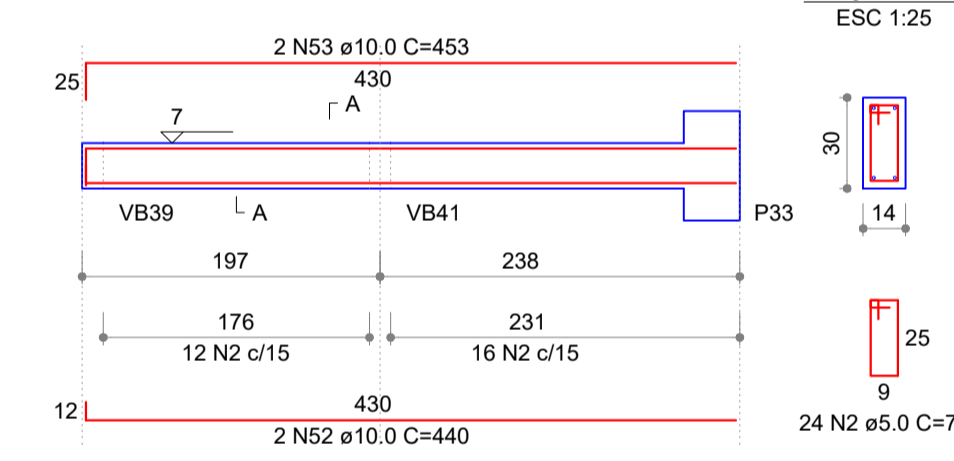 ESC 1:25
2 N53 ø10.0 C=453
25
430
A
7
30
VB39
A
VB41
P33
14
197
238
176
231
12 N2 c/15
16 N2 c/15
25
9
12
430
24 N2 ø5.0 C=7
2 N52 ø10.0 C=440